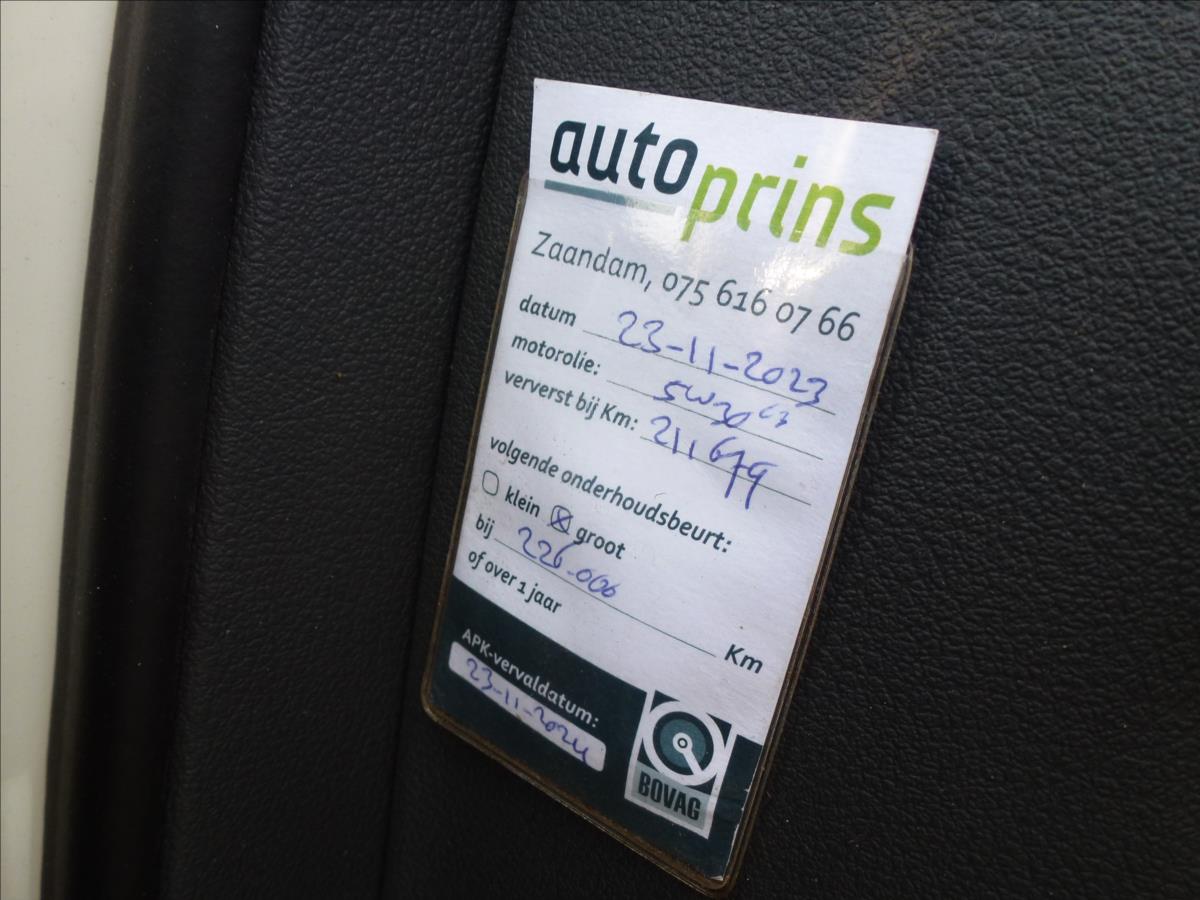 autoprins
Zaandam, 075 616 07 66
datum 23-11-2023
motorolie: 5W30 C3
ververst bij Km: 211679
volgende onderhoudsbeurt:
klein groot
bij 226.000 Km
of over 1 jaar
APK-vervaldatum:
23-11-2024
BOVAG